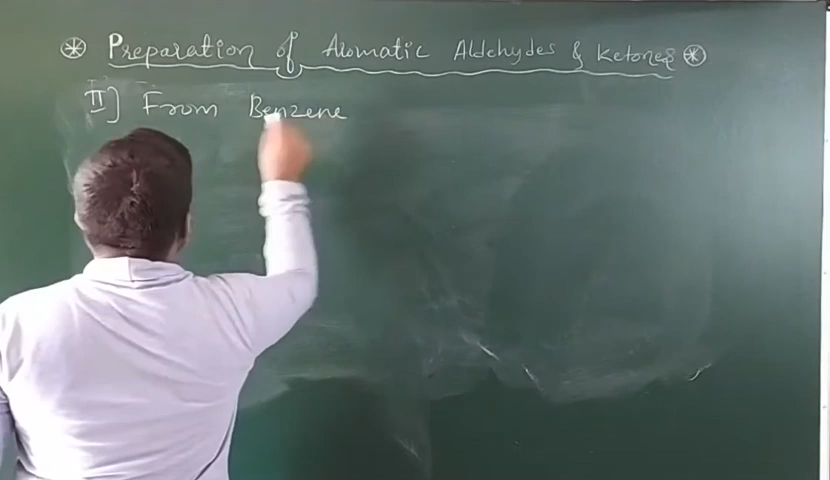 ⊛ Preparation of Aromatic Aldehydes & Ketones ⊛
II] From Benzene